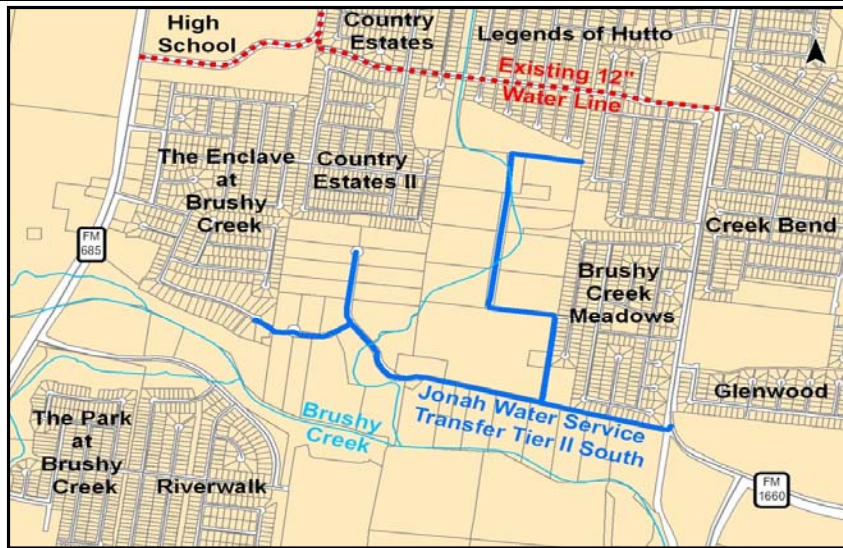 High
School
Country
Estates
Legends of Hutto
Existing 12"
Water Line
The Enclave
at
Brushy
Creek
Country
Estates II
Creek Bend
FM
685
Brushy
Creek
Meadows
Glenwood
Jonah Water Service
Transfer Tier II South
Brushy
Creek
The Park
at
Brushy
Creek
Riverwalk
FM
1660